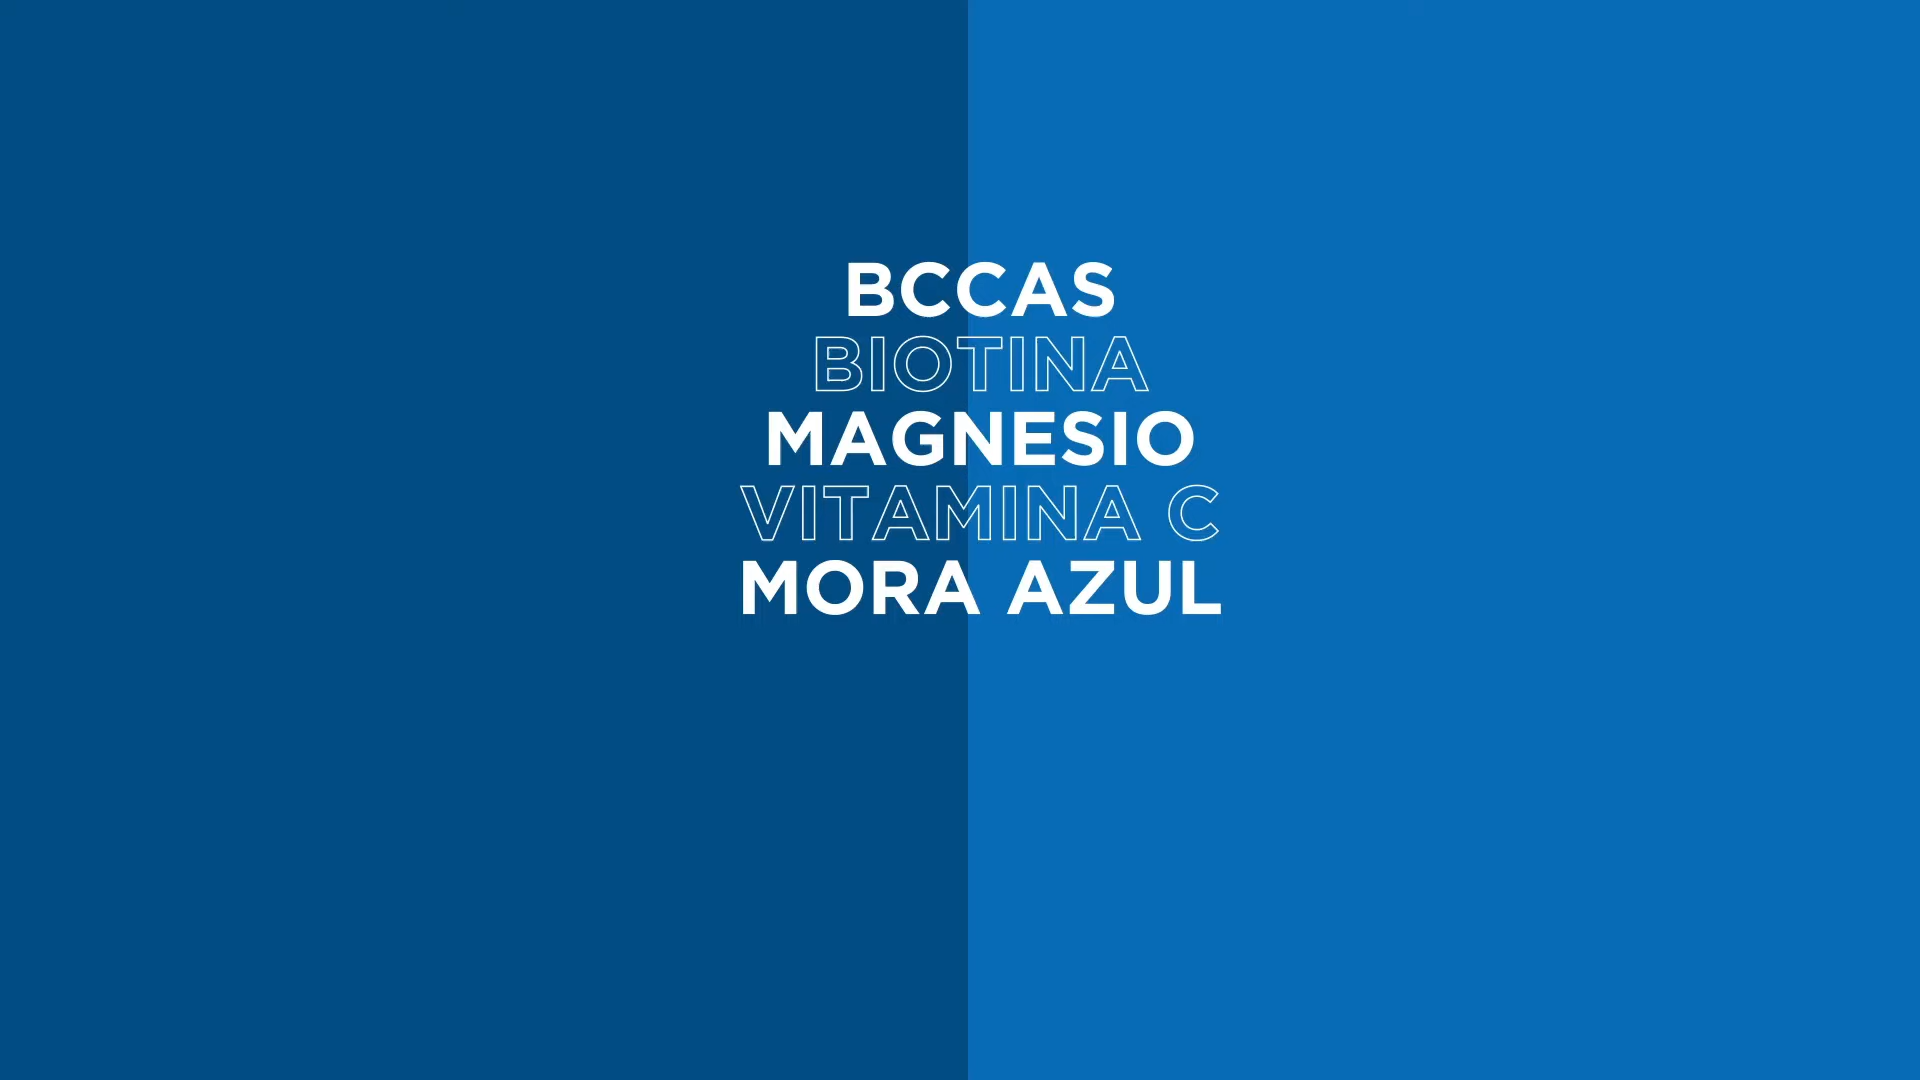 BCCAS
BIOTINA
MAGNESIO
VITAMINA C
MORA AZUL